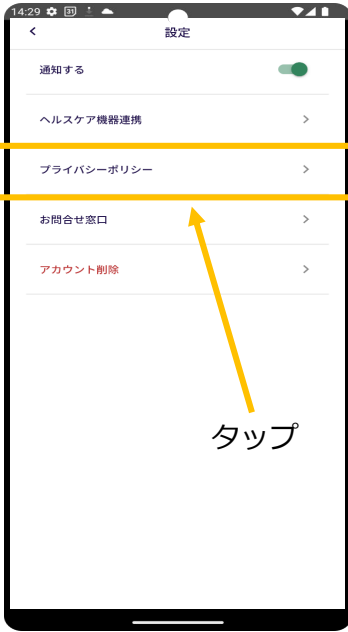 14:29 31
設定
通知する
ヘルスケア機器連携
プライバシーポリシー
お問合せ窓口
アカウント削除
タップ